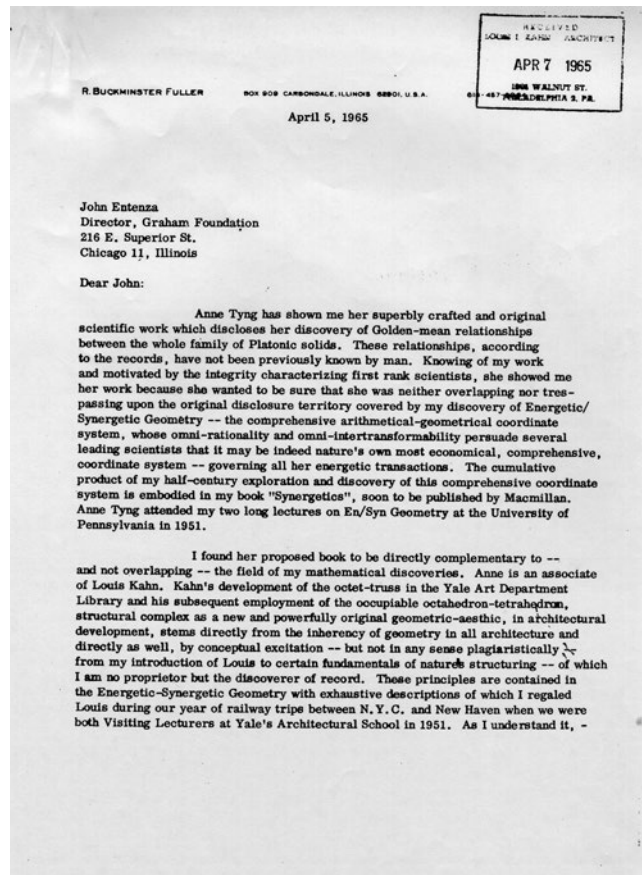 RECEIVED
LOUIS I KAHN ARCHITECT
APR 7 1965
WALNUT ST.
PHILADELPHIA 2, PA.
R. BUCKMINSTER FULLER BOX 909 CARBONDALE, ILLINOIS 62901, U.S.A.
April 5, 1965
John Entenza
Director, Graham Foundation
216 E. Superior St.
Chicago 11, Illinois
Dear John:
Anne Tyng has shown me her superbly crafted and original
scientific work which discloses her discovery of Golden-mean relationships
between the whole family of Platonic solids. These relationships, according
to the records, have not been previously known by man. Knowing of my work
and motivated by the integrity characterizing first rank scientists, she showed me
her work because she wanted to be sure that she was neither overlapping nor tres-
passing upon the original disclosure territory covered by my discovery of Energetic/
Synergetic Geometry -- the comprehensive arithmetical-geometrical coordinate
system, whose omni-rationality and omni-intertransformability persuade several
leading scientists that it may be indeed nature's own most economical, comprehensive,
coordinate system -- governing all her energetic transactions. The cumulative
product of my half-century exploration and discovery of this comprehensive coordinate
system is embodied in my book "Synergetics", soon to be published by Macmillan.
Anne Tyng attended my two long lectures on En/Syn Geometry at the University of
Pennsylvania in 1951.
I found her proposed book to be directly complementary to --
and not overlapping -- the field of my mathematical discoveries. Anne is an associate
of Louis Kahn. Kahn's development of the octet-truss in the Yale Art Department
Library and his subsequent employment of the occupiable octahedron-tetrahedron,
structural complex as a new and powerfully original geometric-aesthic, in architectural
development, stems directly from the inherency of geometry in all architecture and
directly as well, by conceptual excitation -- but not in any sense plagiaristically
from my introduction of Louis to certain fundamentals of natures structuring -- of which
I am no proprietor but the discoverer of record. These principles are contained in
the Energetic-Synergetic Geometry with exhaustive descriptions of which I regaled
Louis during our year of railway trips between N.Y.C. and New Haven when we were
both Visiting Lecturers at Yale's Architectural School in 1951. As I understand it, -